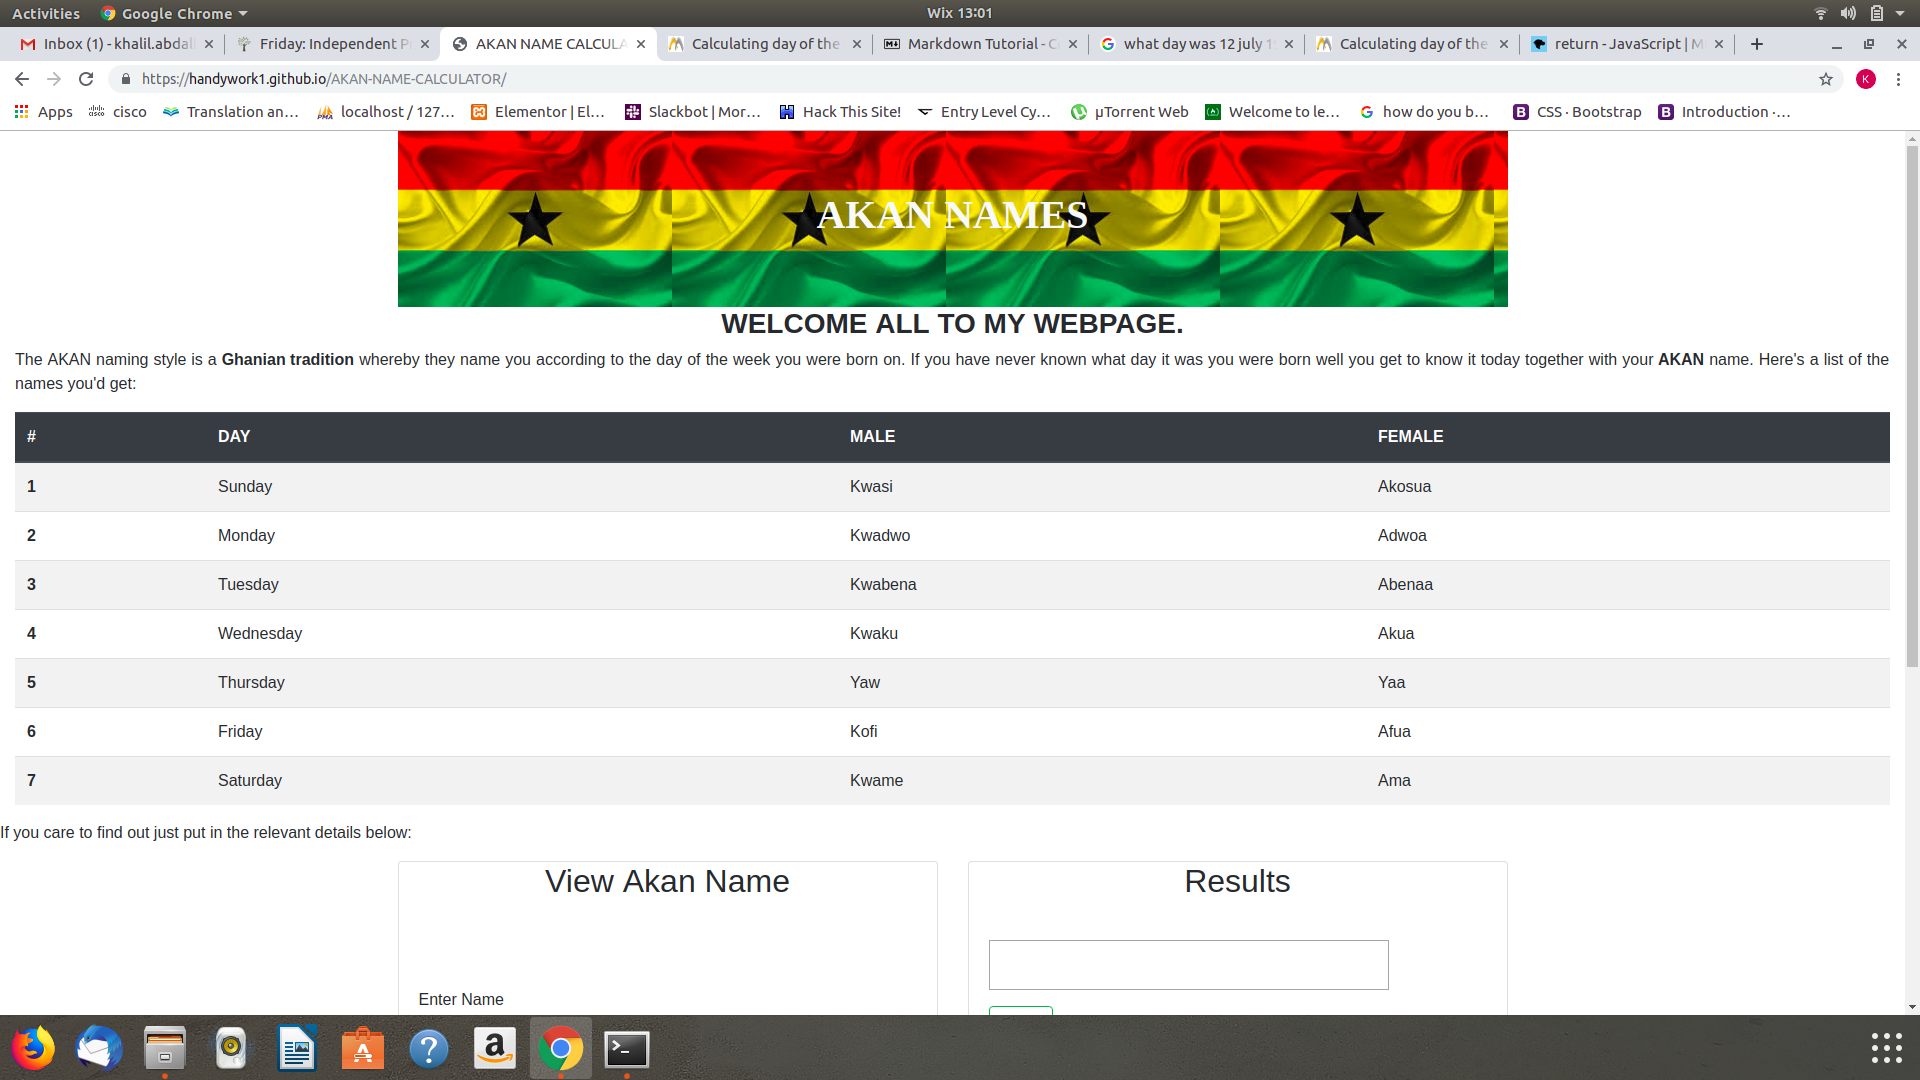 Activities Google Chrome Wix 13:01
Inbox (1) - khalil.abdal Friday: Independent P AKAN NAME CALCULA Calculating day of the Markdown Tutorial - C what day was 12 july 1 Calculating day of the return - JavaScript | M
https://handywork1.github.io/AKAN-NAME-CALCULATOR/ K
Apps cisco Translation an… localhost / 127… Elementor | El… Slackbot | Mor… Hack This Site! Entry Level Cy… µTorrent Web Welcome to le… how do you b… CSS · Bootstrap Introduction ·…
AKAN NAMES
WELCOME ALL TO MY WEBPAGE.
The AKAN naming style is a Ghanian tradition whereby they name you according to the day of the week you were born on. If you have never known what day it was you were born well you get to know it today together with your AKAN name. Here's a list of the
names you'd get:
# DAY MALE FEMALE
1 Sunday Kwasi Akosua
2 Monday Kwadwo Adwoa
3 Tuesday Kwabena Abenaa
4 Wednesday Kwaku Akua
5 Thursday Yaw Yaa
6 Friday Kofi Afua
7 Saturday Kwame Ama
If you care to find out just put in the relevant details below:
View Akan Name Results
Enter Name